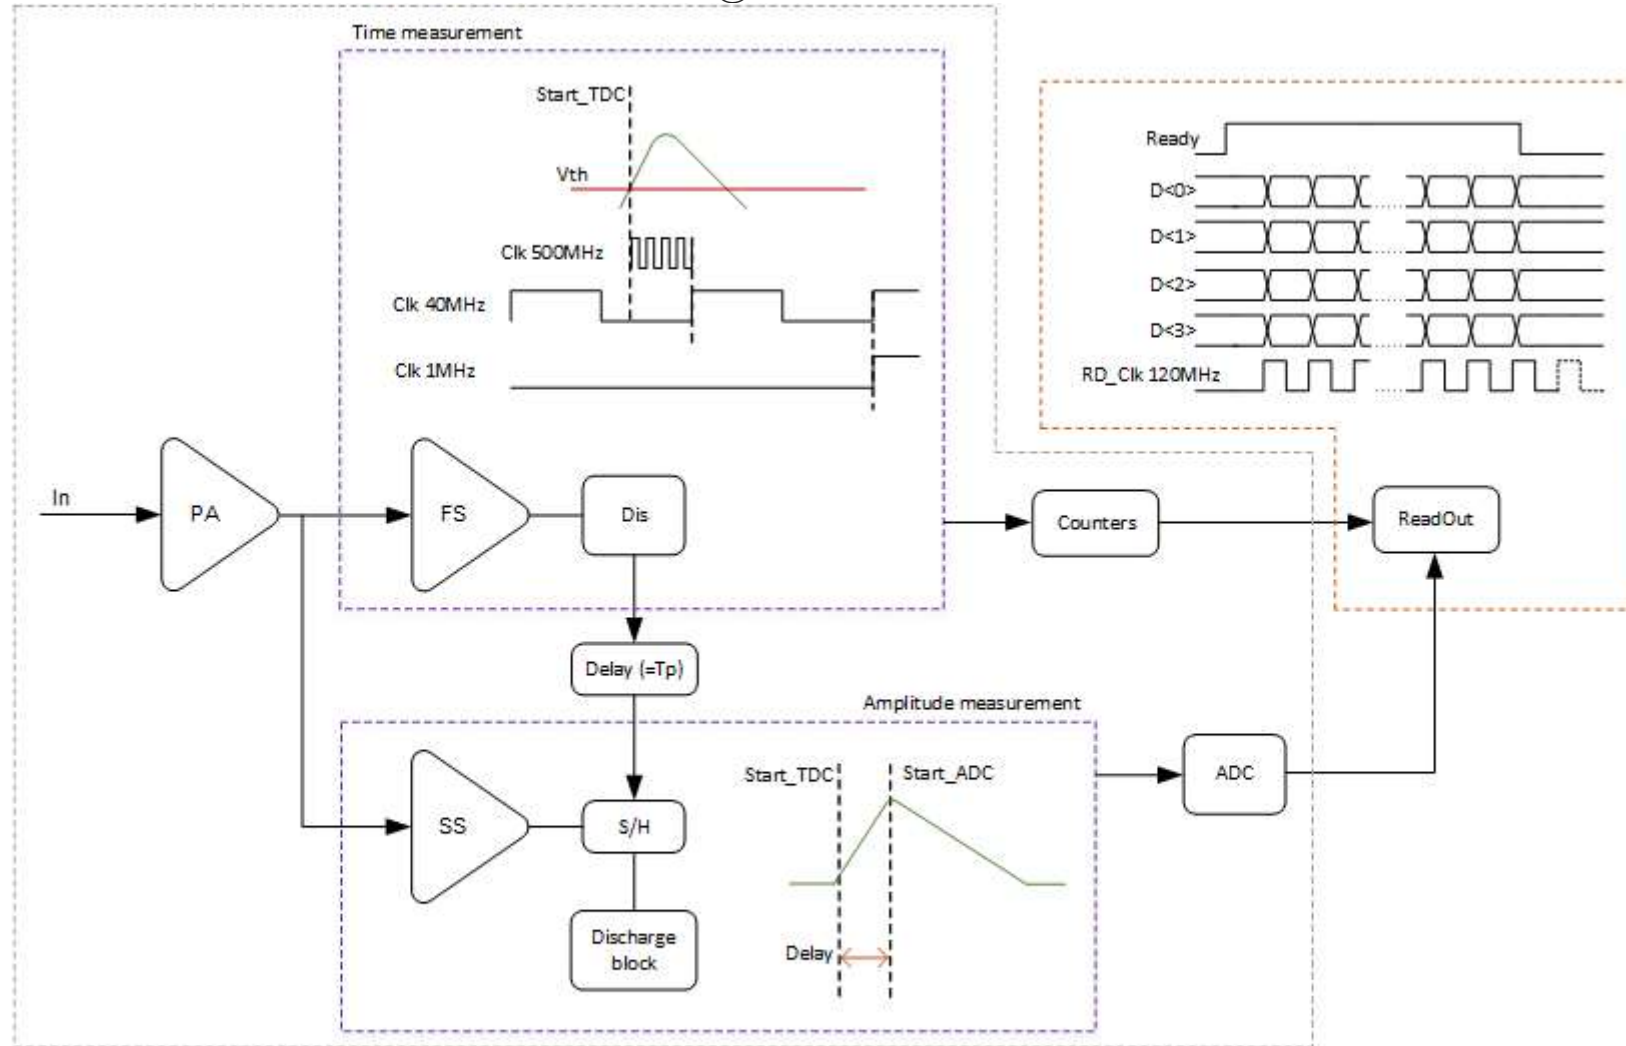 Time measurement
Start_TDC
Vth
Clk 500MHz
Clk 40MHz
Clk 1MHz
Ready
D<0>
D<1>
D<2>
D<3>
RD_Clk 120MHz
In
PA
FS
Dis
Counters
ReadOut
Delay (=Tp)
Amplitude measurement
Start_TDC
Start_ADC
ADC
SS
S/H
Discharge
block
Delay